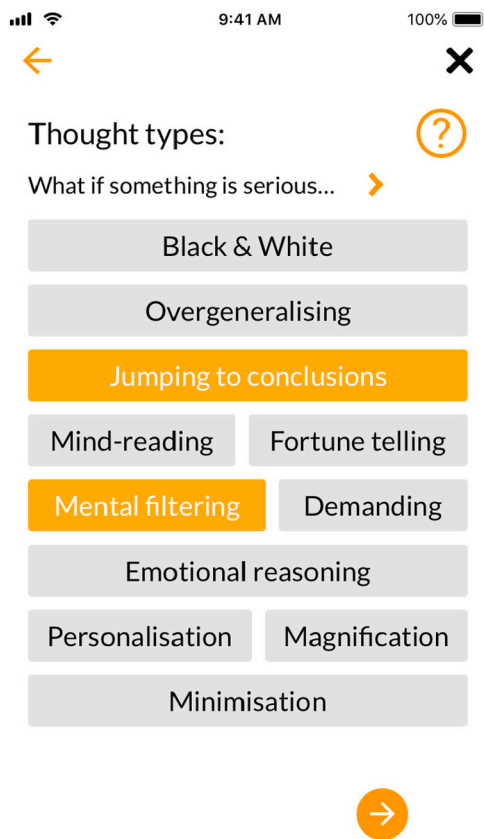 9:41 AM 100%
Thought types:
?
What if something is serious...
Black & White
Overgeneralising
Jumping to conclusions
Mind-reading Fortune telling
Mental filtering Demanding
Emotional reasoning
Personalisation Magnification
Minimisation